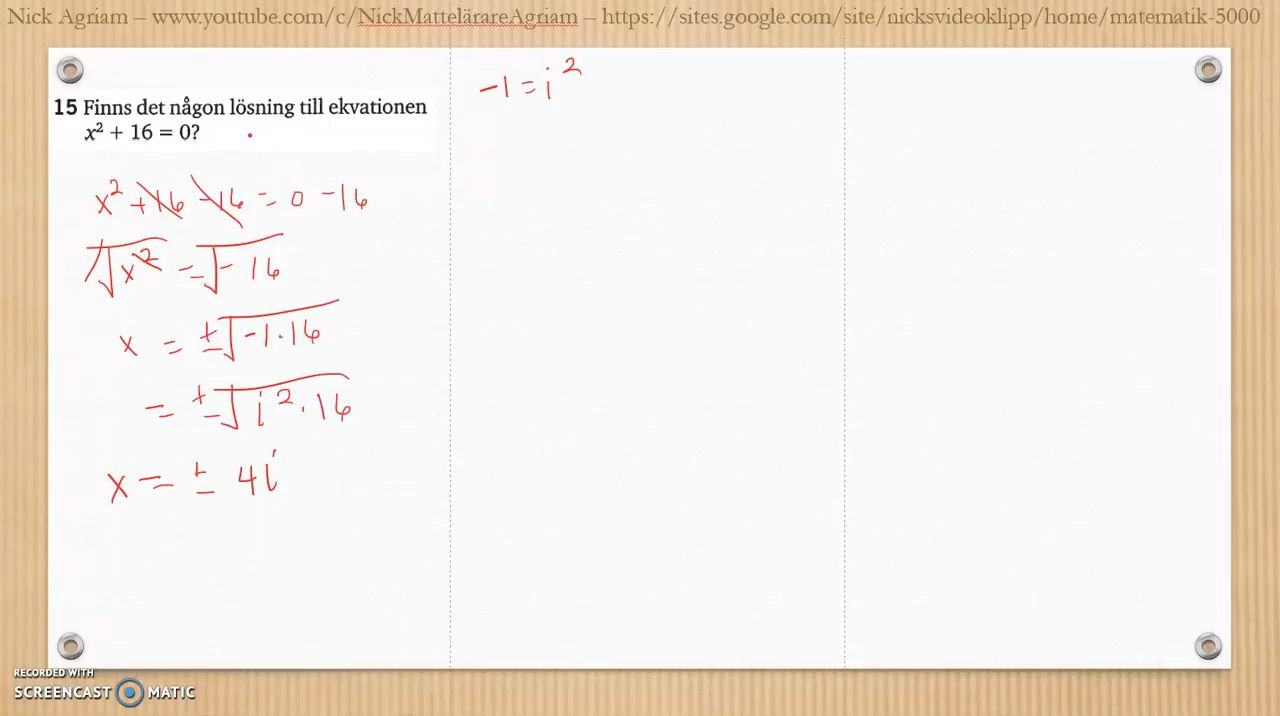 Nick Agriam – www.youtube.com/c/NickMattelärareAgriam – https://sites.google.com/site/nicksvideoklipp/home/matematik-5000
15 Finns det någon lösning till ekvationen
x² + 16 = 0?
x² + 16 - 16 = 0 - 16
√x² = √-16
x = ±√-1·16
= ±√i²·16
x = ± 4i
-1 = i²
RECORDED WITH
SCREENCAST MATIC